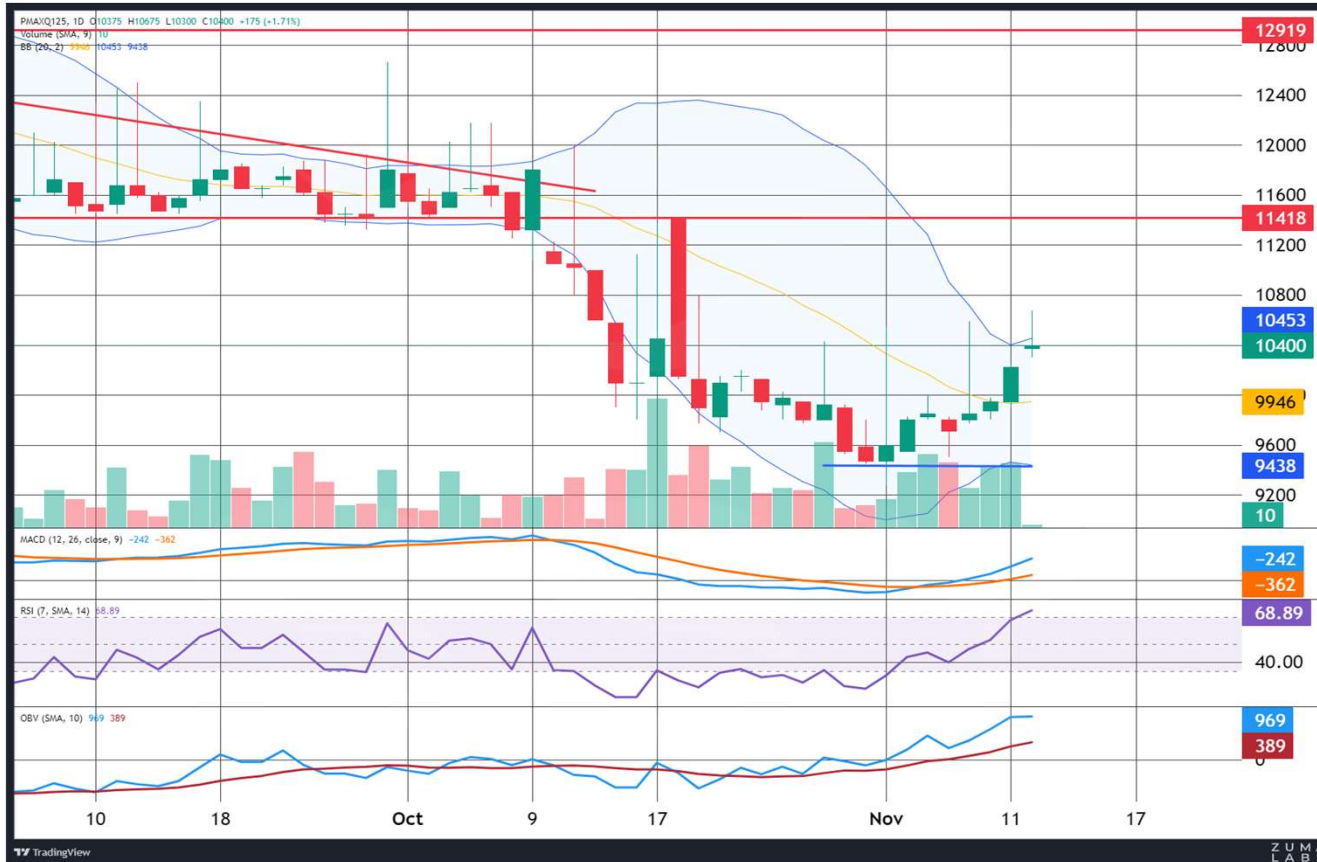 PMAXQ125, 1D O10375 H10675 L10300 C10400 +175 (+1.71%)
Volume (SMA, 9) 10
BB (20, 2) 9946 10453 9438
12919
12800
12400
12000
11600
11418
11200
10800
10453
10400
9946
9600
9438
9200
10
MACD (12, 26, close, 9) −242 −362
−242
−362
RSI (7, SMA, 14) 68.89
68.89
40.00
OBV (SMA, 10) 969 389
969
389
0
10 18 Oct 9 17 Nov 11 17
TradingView
ZUM
LAB